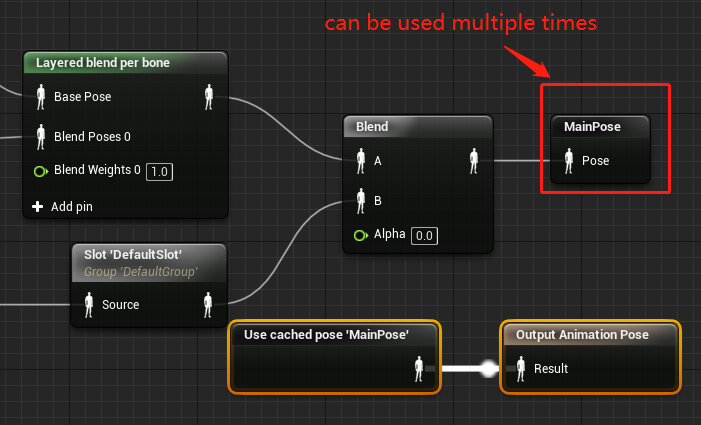 can be used multiple times
Layered blend per bone
Base Pose
Blend Poses 0
Blend Weights 0 1.0
Add pin
Blend
A
B
Alpha 0.0
MainPose
Pose
Slot 'DefaultSlot'
Group 'DefaultGroup'
Source
Use cached pose 'MainPose'
Output Animation Pose
Result